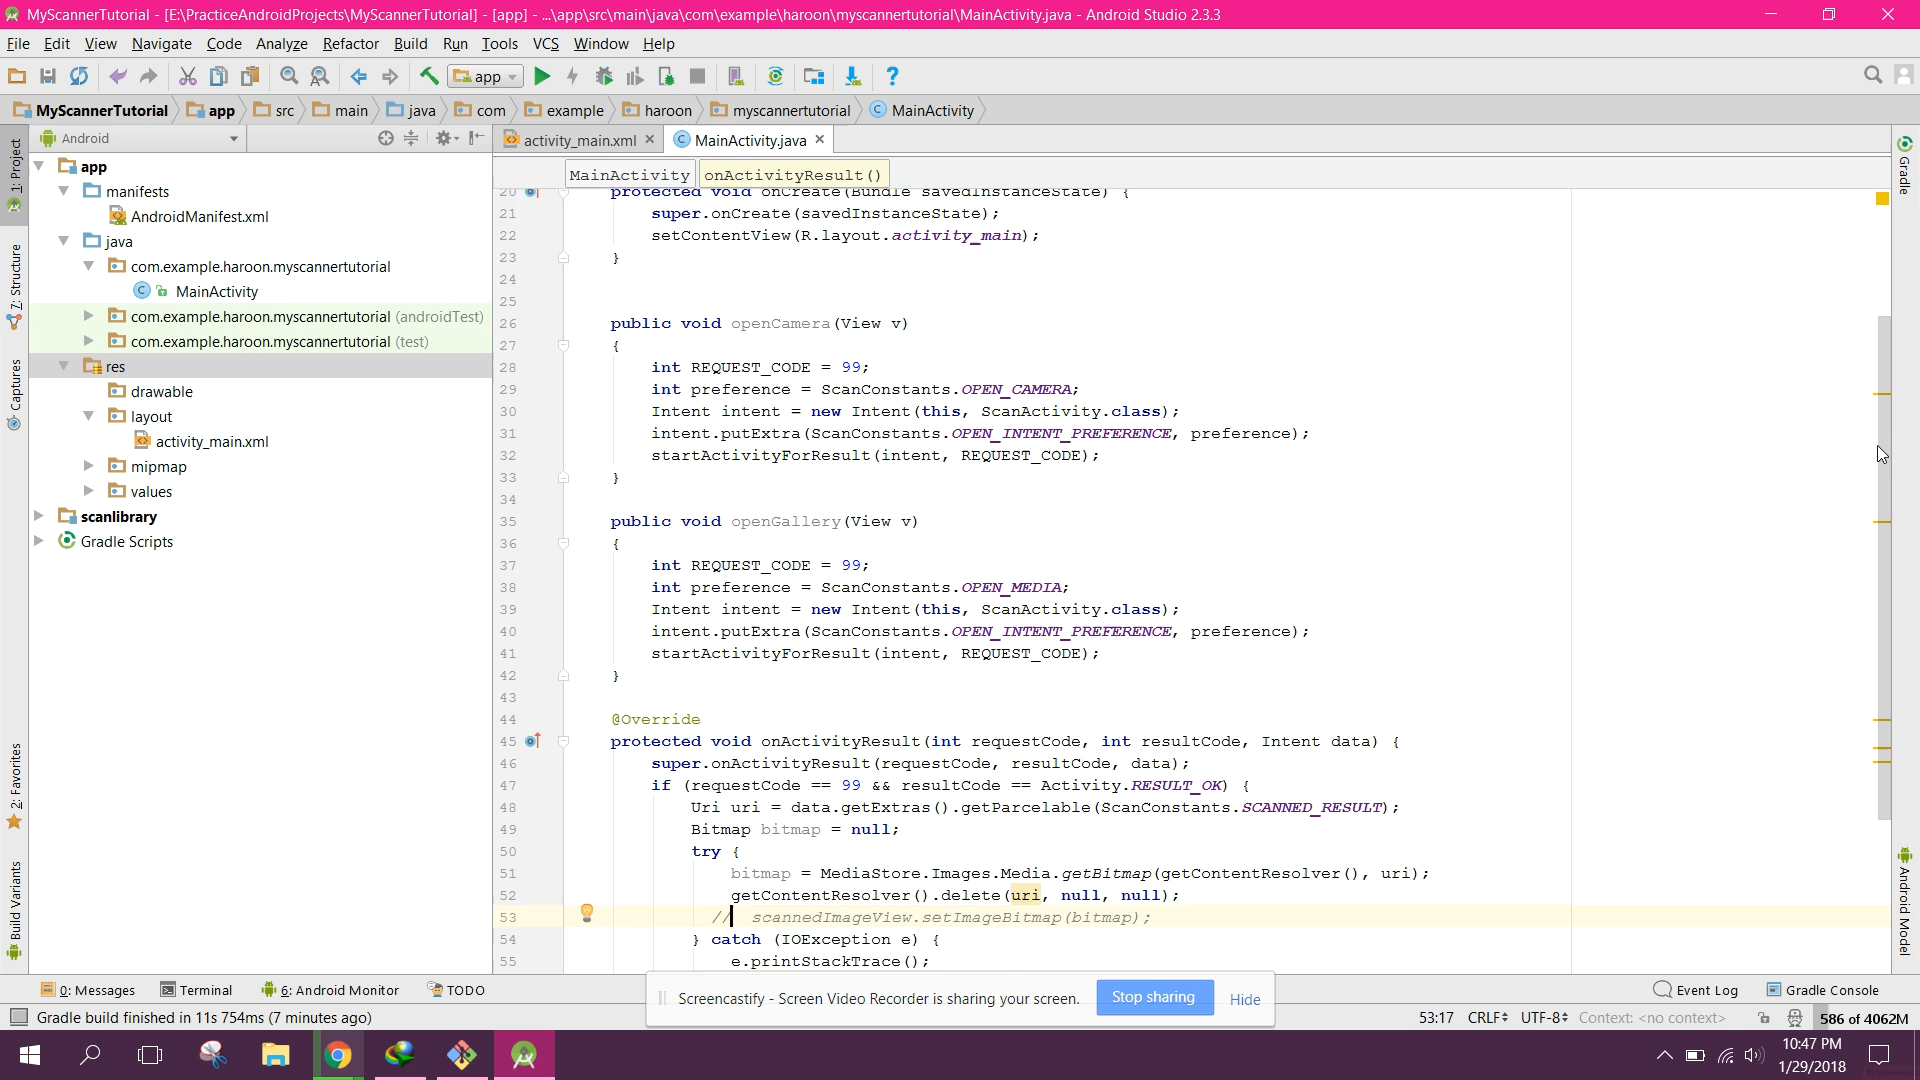 MyScannerTutorial - [E:\PracticeAndroidProjects\MyScannerTutorial] - [app] - ...\app\src\main\java\com\example\haroon\myscannertutorial\MainActivity.java - Android Studio 2.3.3
File Edit View Navigate Code Analyze Refactor Build Run Tools VCS Window Help
app
MyScannerTutorial app src main java com example haroon myscannertutorial MainActivity
Android
activity_main.xml MainActivity.java
MainActivity onActivityResult()
1: Project
7: Structure
Captures
2: Favorites
Build Variants
app
manifests
AndroidManifest.xml
java
com.example.haroon.myscannertutorial
MainActivity
com.example.haroon.myscannertutorial (androidTest)
com.example.haroon.myscannertutorial (test)
res
drawable
layout
activity_main.xml
mipmap
values
scanlibrary
Gradle Scripts
20 protected void onCreate(Bundle savedInstanceState) {
21 super.onCreate(savedInstanceState);
22 setContentView(R.layout.activity_main);
23 }
24
25
26 public void openCamera(View v)
27 {
28 int REQUEST_CODE = 99;
29 int preference = ScanConstants.OPEN_CAMERA;
30 Intent intent = new Intent(this, ScanActivity.class);
31 intent.putExtra(ScanConstants.OPEN_INTENT_PREFERENCE, preference);
32 startActivityForResult(intent, REQUEST_CODE);
33 }
34
35 public void openGallery(View v)
36 {
37 int REQUEST_CODE = 99;
38 int preference = ScanConstants.OPEN_MEDIA;
39 Intent intent = new Intent(this, ScanActivity.class);
40 intent.putExtra(ScanConstants.OPEN_INTENT_PREFERENCE, preference);
41 startActivityForResult(intent, REQUEST_CODE);
42 }
43
44 @Override
45 protected void onActivityResult(int requestCode, int resultCode, Intent data) {
46 super.onActivityResult(requestCode, resultCode, data);
47 if (requestCode == 99 && resultCode == Activity.RESULT_OK) {
48 Uri uri = data.getExtras().getParcelable(ScanConstants.SCANNED_RESULT);
49 Bitmap bitmap = null;
50 try {
51 bitmap = MediaStore.Images.Media.getBitmap(getContentResolver(), uri);
52 getContentResolver().delete(uri, null, null);
53 // scannedImageView.setImageBitmap(bitmap);
54 } catch (IOException e) {
55 e.printStackTrace();
Gradle
Android Model
0: Messages Terminal 6: Android Monitor TODO Event Log Gradle Console
Screencastify - Screen Video Recorder is sharing your screen. Stop sharing Hide
Gradle build finished in 11s 754ms (7 minutes ago) 53:17 CRLF UTF-8 Context: <no context> 586 of 4062M
10:47 PM
1/29/2018